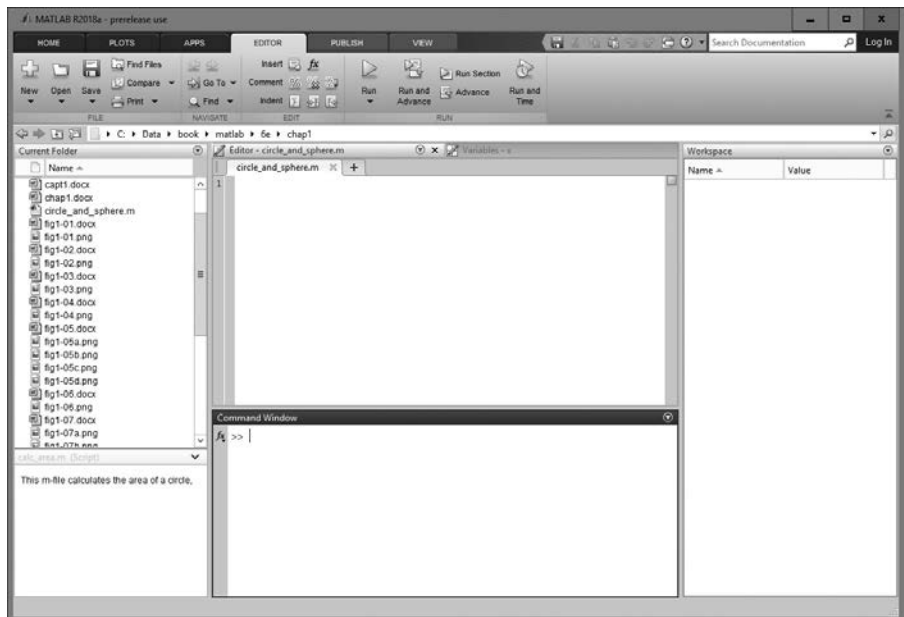 MATLAB R2018a - prerelease use
HOME PLOTS APPS EDITOR PUBLISH VIEW Search Documentation Log In
New Open Save Find Files Compare Print
Go To Find
Insert fx
Comment
Indent
Run Run and Advance Run Section Advance Run and Time
FILE NAVIGATE EDIT RUN
C: Data book matlab 6e chap1
Current Folder
Name
capt1.docx
chap1.docx
circle_and_sphere.m
fig1-01.docx
fig1-01.png
fig1-02.docx
fig1-02.png
fig1-03.docx
fig1-03.png
fig1-04.docx
fig1-04.png
fig1-05.docx
fig1-05a.png
fig1-05b.png
fig1-05c.png
fig1-05d.png
fig1-06.docx
fig1-06.png
fig1-07.docx
fig1-07a.png
fig1-07b.png
calc_area.m (Script)
This m-file calculates the area of a circle,
Editor - circle_and_sphere.m Variables - x
circle_and_sphere.m +
1
Command Window
fx >>
Workspace
Name Value